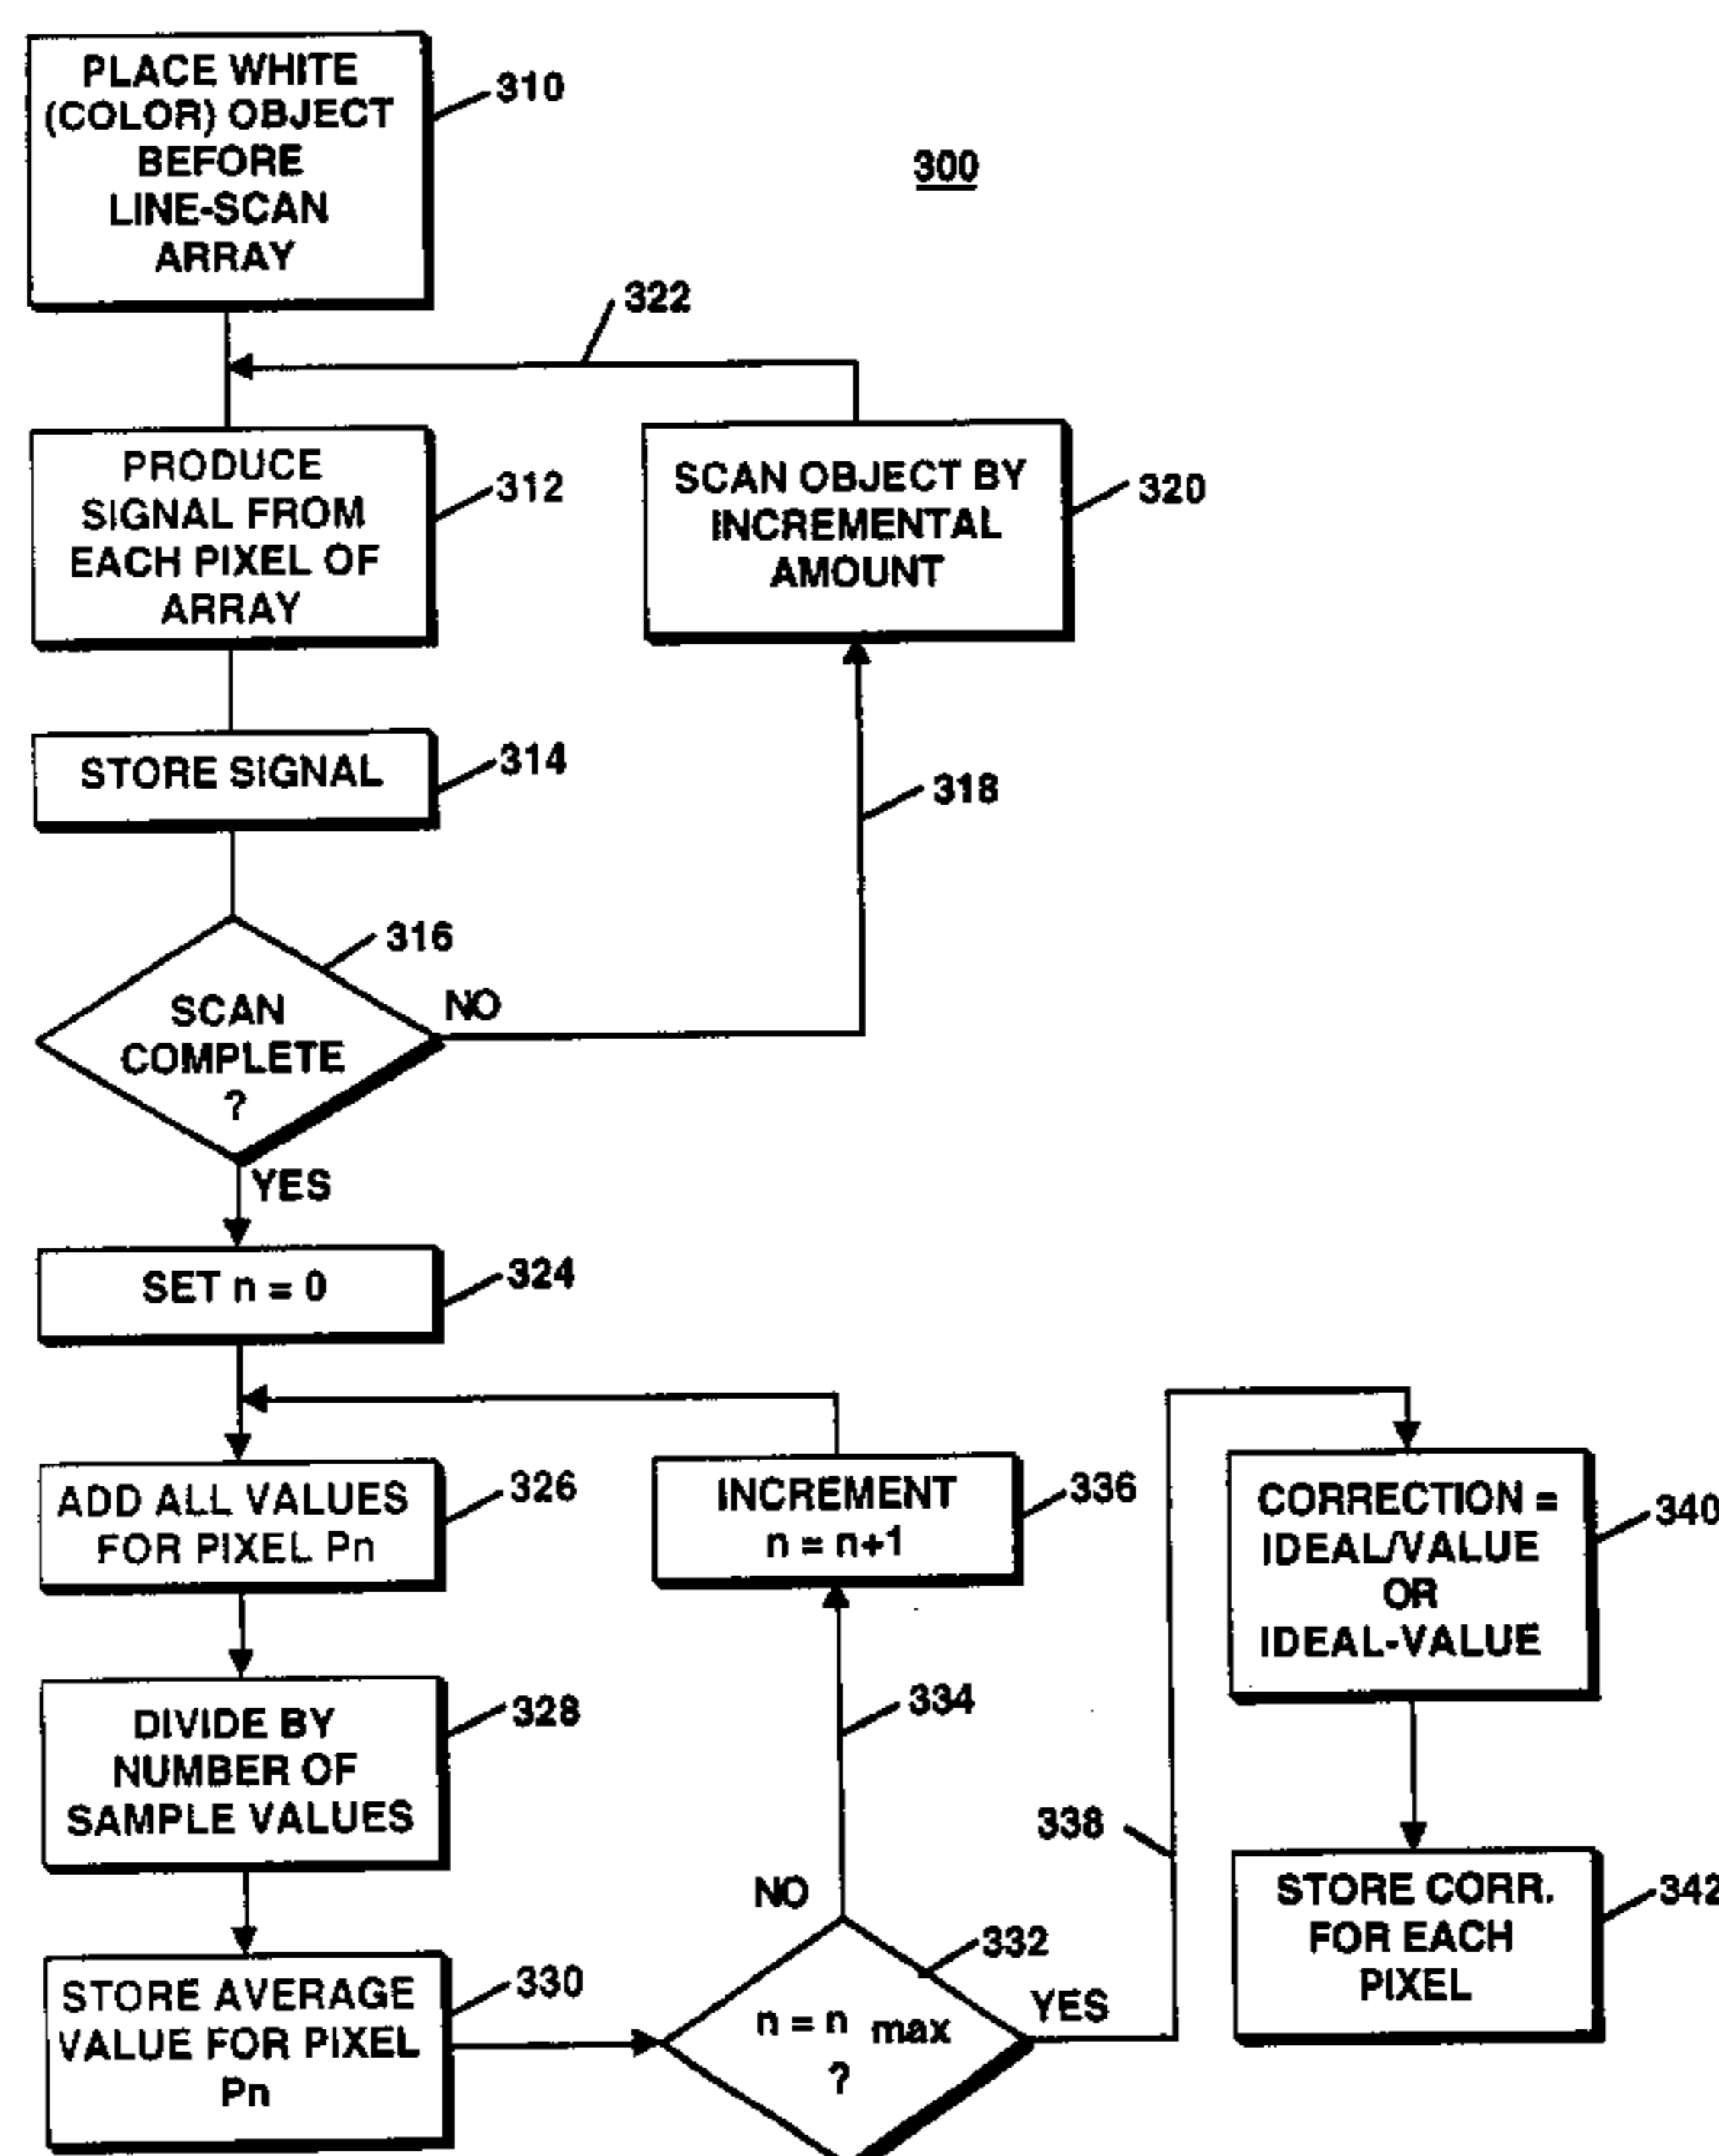 PLACE WHITE
(COLOR) OBJECT
BEFORE
LINE-SCAN
ARRAY
310
300
322
PRODUCE
SIGNAL FROM
EACH PIXEL OF
ARRAY
312
SCAN OBJECT BY
INCREMENTAL
AMOUNT
320
STORE SIGNAL
314
318
316
SCAN
COMPLETE
?
NO
YES
SET n = 0
324
ADD ALL VALUES
FOR PIXEL Pn
326
INCREMENT
n = n+1
336
CORRECTION =
IDEAL/VALUE
OR
IDEAL-VALUE
340
DIVIDE BY
NUMBER OF
SAMPLE VALUES
328
334
338
STORE AVERAGE
VALUE FOR PIXEL
Pn
330
NO
332
n = n max
?
YES
STORE CORR.
FOR EACH
PIXEL
342